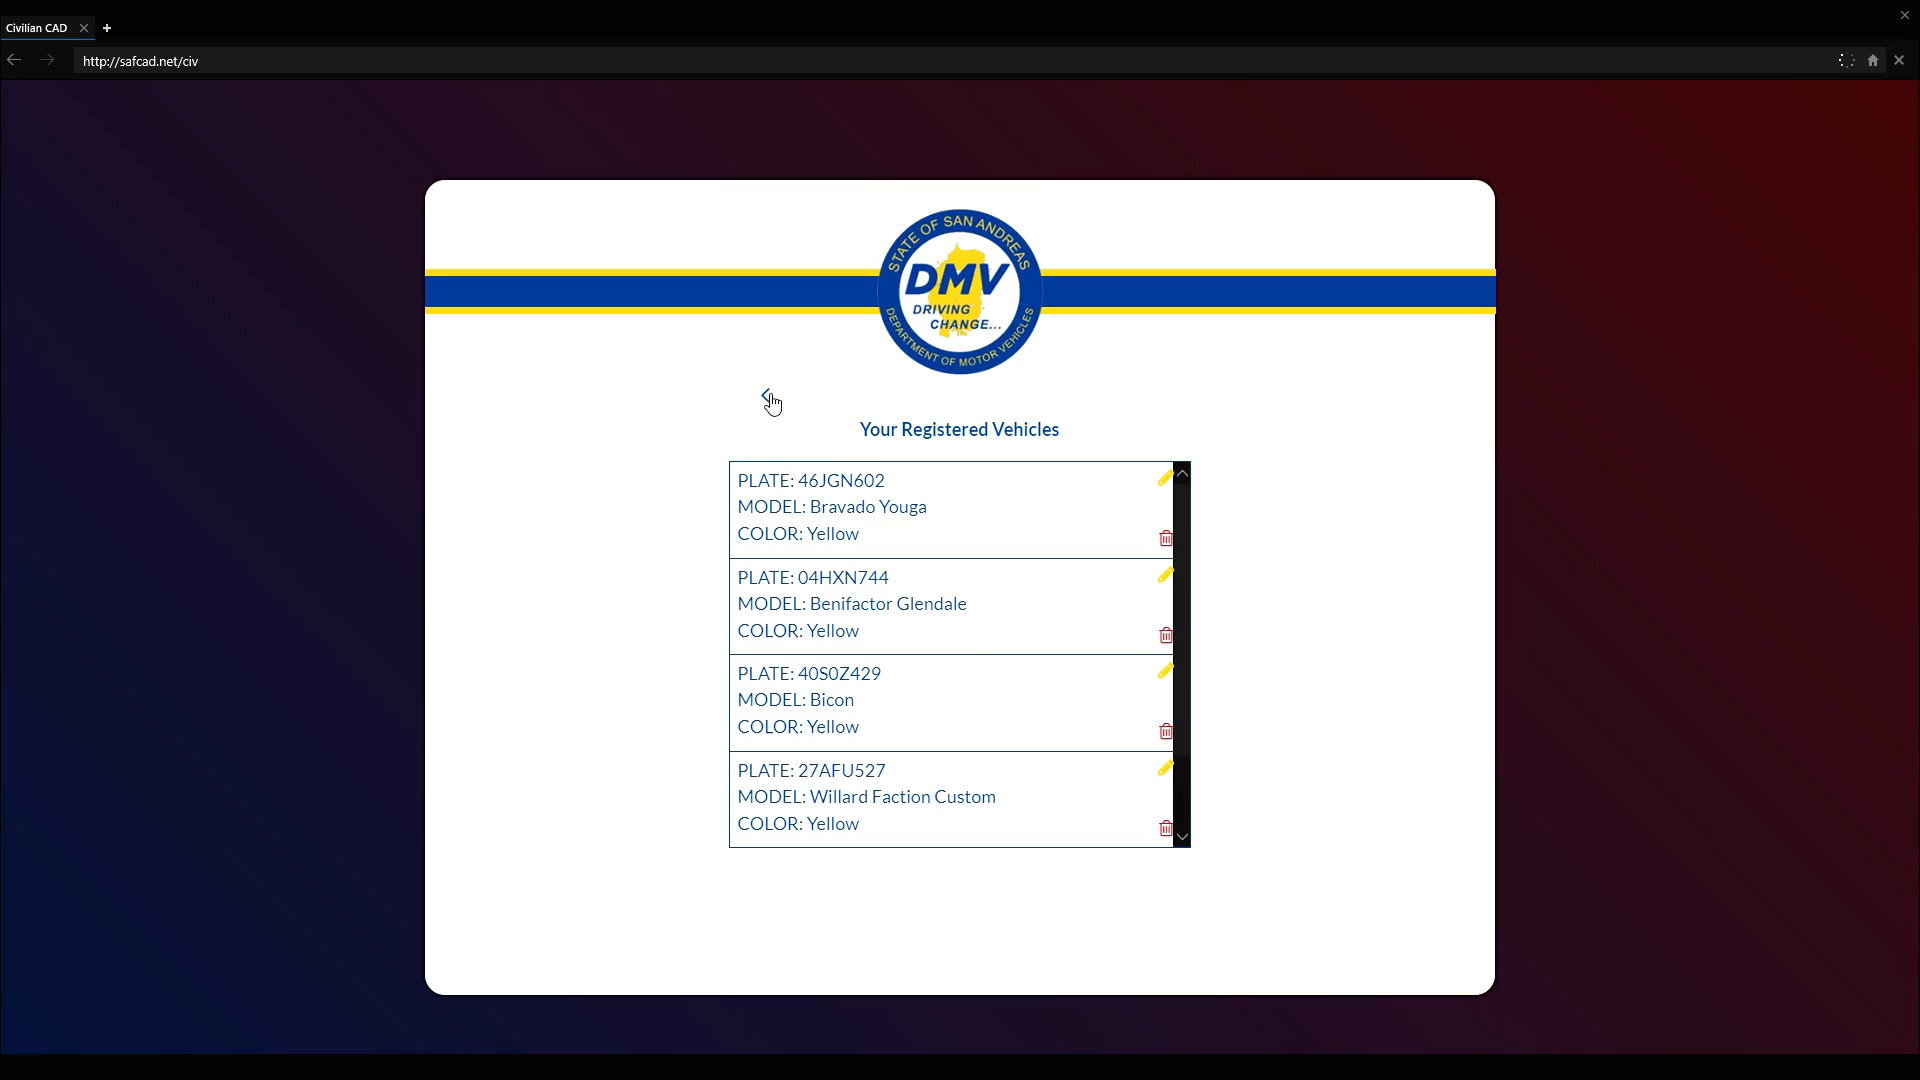 Civilian CAD
http://safcad.net/civ
STATE OF SAN ANDREAS
DMV
DRIVING
CHANGE...
DEPARTMENT OF MOTOR VEHICLES
Your Registered Vehicles
PLATE: 46JGN602
MODEL: Bravado Youga
COLOR: Yellow
PLATE: 04HXN744
MODEL: Benifactor Glendale
COLOR: Yellow
PLATE: 40S0Z429
MODEL: Bicon
COLOR: Yellow
PLATE: 27AFU527
MODEL: Willard Faction Custom
COLOR: Yellow